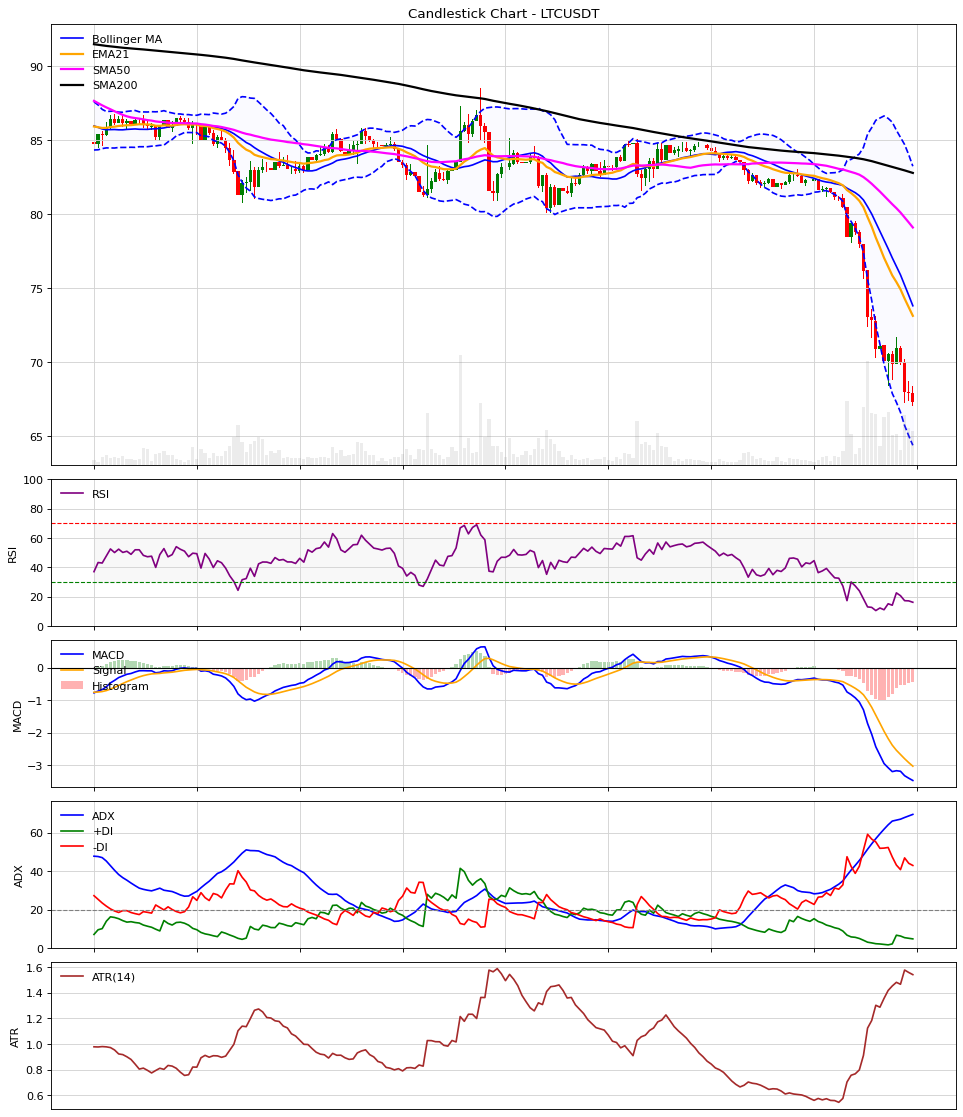 Candlestick Chart - LTCUSDT
Bollinger MA
EMA21
SMA50
SMA200
90
85
80
75
70
65
RSI
100
80
60
40
20
0
RSI
MACD
Signal
Histogram
0
−1
−2
−3
MACD
ADX
+DI
-DI
60
40
20
0
ADX
ATR(14)
1.6
1.4
1.2
1.0
0.8
0.6
ATR